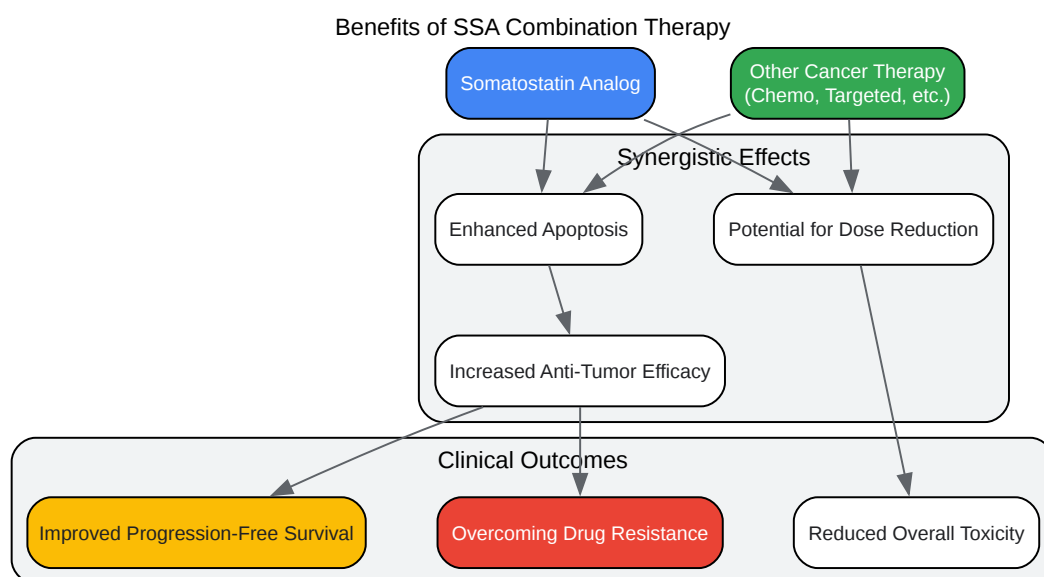 Benefits of SSA Combination Therapy
Somatostatin Analog
Other Cancer Therapy
(Chemo, Targeted, etc.)
Synergistic Effects
Enhanced Apoptosis
Potential for Dose Reduction
Increased Anti-Tumor Efficacy
Clinical Outcomes
Improved Progression-Free Survival
Overcoming Drug Resistance
Reduced Overall Toxicity